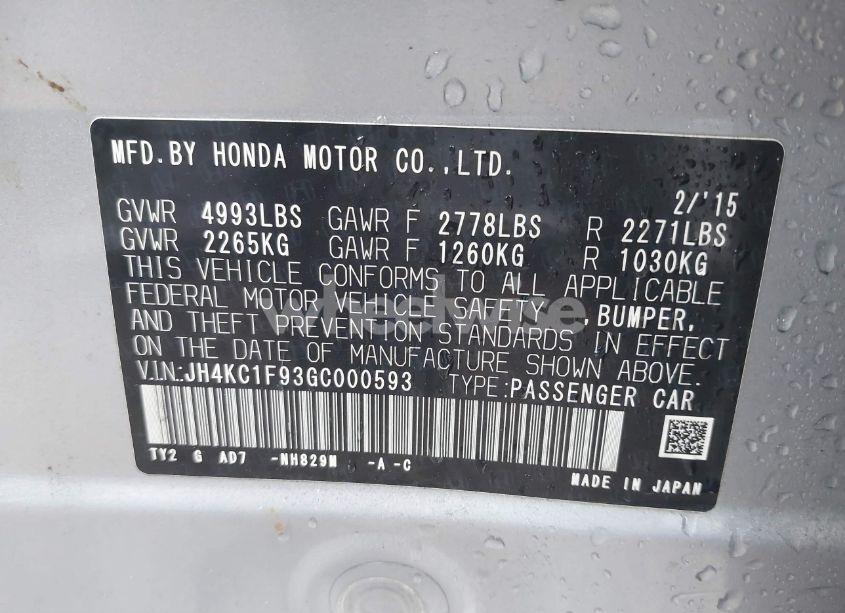 MFD.BY HONDA MOTOR CO.,LTD.
2/'15
GVWR 4993LBS GAWR F 2778LBS R 2271LBS
GVWR 2265KG GAWR F 1260KG R 1030KG
THIS VEHICLE CONFORMS TO ALL APPLICABLE
FEDERAL MOTOR VEHICLE SAFETY ,BUMPER,
AND THEFT PREVENTION STANDARDS IN EFFECT
ON THE DATE OF MANUFACTURE SHOWN ABOVE.
V.I.N.:JH4KC1F93GC000593 TYPE:PASSENGER CAR
TY2 G AD7 -NH829M -A -C
MADE IN JAPAN
wheelwise